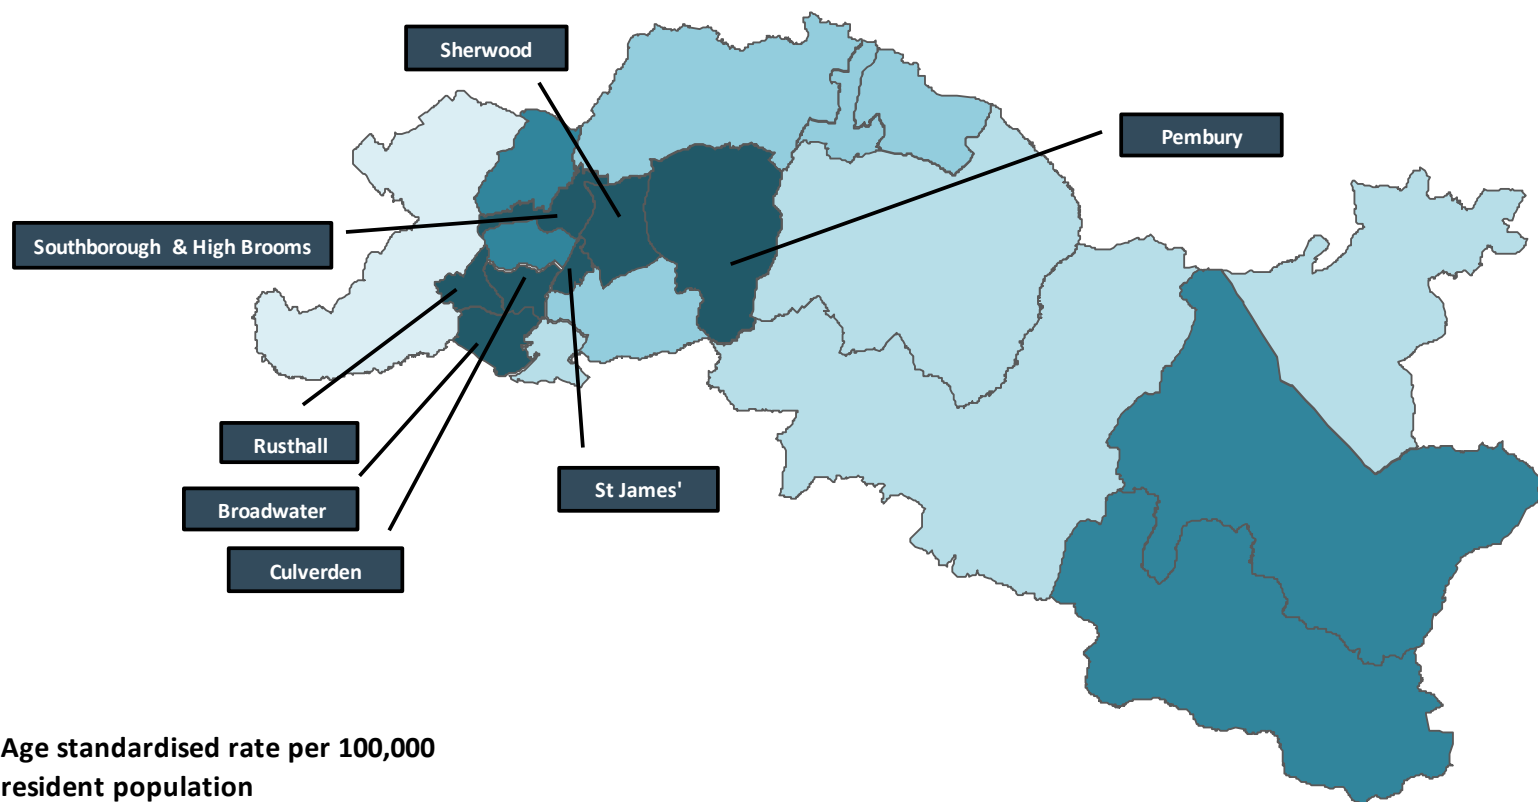 Sherwood
Pembury
Southborough & High Brooms
Rusthall
St James'
Broadwater
Culverden
Age standardised rate per 100,000
resident population